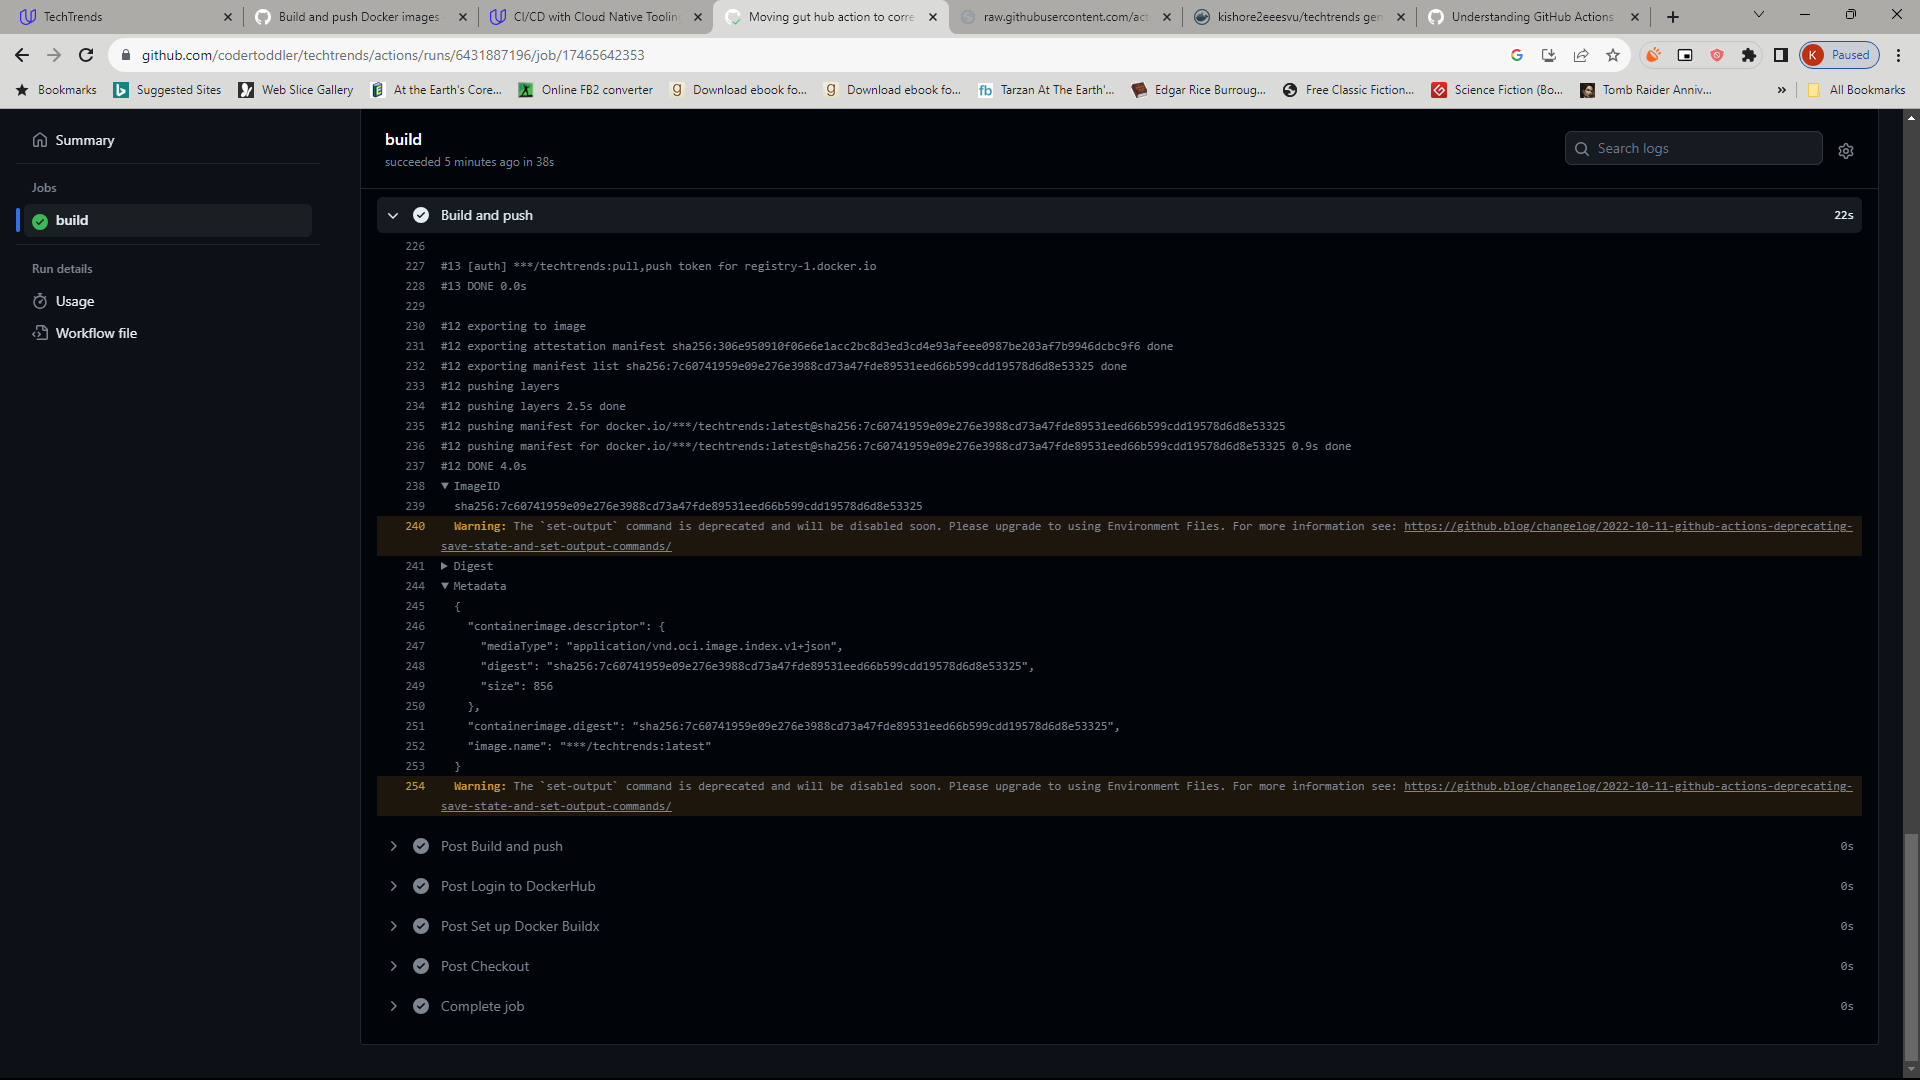 TechTrends
Build and push Docker images
CI/CD with Cloud Native Tooling
Moving gut hub action to corre
raw.githubusercontent.com/act
kishore2eeesvu/techtrends gen
Understanding GitHub Actions
github.com/codertoddler/techtrends/actions/runs/6431887196/job/17465642353
K Paused
Bookmarks
Suggested Sites
Web Slice Gallery
At the Earth's Core...
Online FB2 converter
Download ebook fo...
Download ebook fo...
fb Tarzan At The Earth'...
Edgar Rice Burroug...
Free Classic Fiction...
Science Fiction (Bo...
Tomb Raider Anniv...
»
All Bookmarks
Summary
Jobs
build
Run details
Usage
Workflow file
build
succeeded 5 minutes ago in 38s
Search logs
Build and push 22s
226
227 #13 [auth] ***/techtrends:pull,push token for registry-1.docker.io
228 #13 DONE 0.0s
229
230 #12 exporting to image
231 #12 exporting attestation manifest sha256:306e950910f06e6e1acc2bc8d3ed3cd4e93afeee0987be203af7b9946dcbc9f6 done
232 #12 exporting manifest list sha256:7c60741959e09e276e3988cd73a47fde89531eed66b599cdd19578d6d8e53325 done
233 #12 pushing layers
234 #12 pushing layers 2.5s done
235 #12 pushing manifest for docker.io/***/techtrends:latest@sha256:7c60741959e09e276e3988cd73a47fde89531eed66b599cdd19578d6d8e53325
236 #12 pushing manifest for docker.io/***/techtrends:latest@sha256:7c60741959e09e276e3988cd73a47fde89531eed66b599cdd19578d6d8e53325 0.9s done
237 #12 DONE 4.0s
238 ▼ ImageID
239 sha256:7c60741959e09e276e3988cd73a47fde89531eed66b599cdd19578d6d8e53325
240 Warning: The `set-output` command is deprecated and will be disabled soon. Please upgrade to using Environment Files. For more information see: https://github.blog/changelog/2022-10-11-github-actions-deprecating-
save-state-and-set-output-commands/
241 ▶ Digest
244 ▼ Metadata
245 {
246 "containerimage.descriptor": {
247 "mediaType": "application/vnd.oci.image.index.v1+json",
248 "digest": "sha256:7c60741959e09e276e3988cd73a47fde89531eed66b599cdd19578d6d8e53325",
249 "size": 856
250 },
251 "containerimage.digest": "sha256:7c60741959e09e276e3988cd73a47fde89531eed66b599cdd19578d6d8e53325",
252 "image.name": "***/techtrends:latest"
253 }
254 Warning: The `set-output` command is deprecated and will be disabled soon. Please upgrade to using Environment Files. For more information see: https://github.blog/changelog/2022-10-11-github-actions-deprecating-
save-state-and-set-output-commands/
Post Build and push 0s
Post Login to DockerHub 0s
Post Set up Docker Buildx 0s
Post Checkout 0s
Complete job 0s